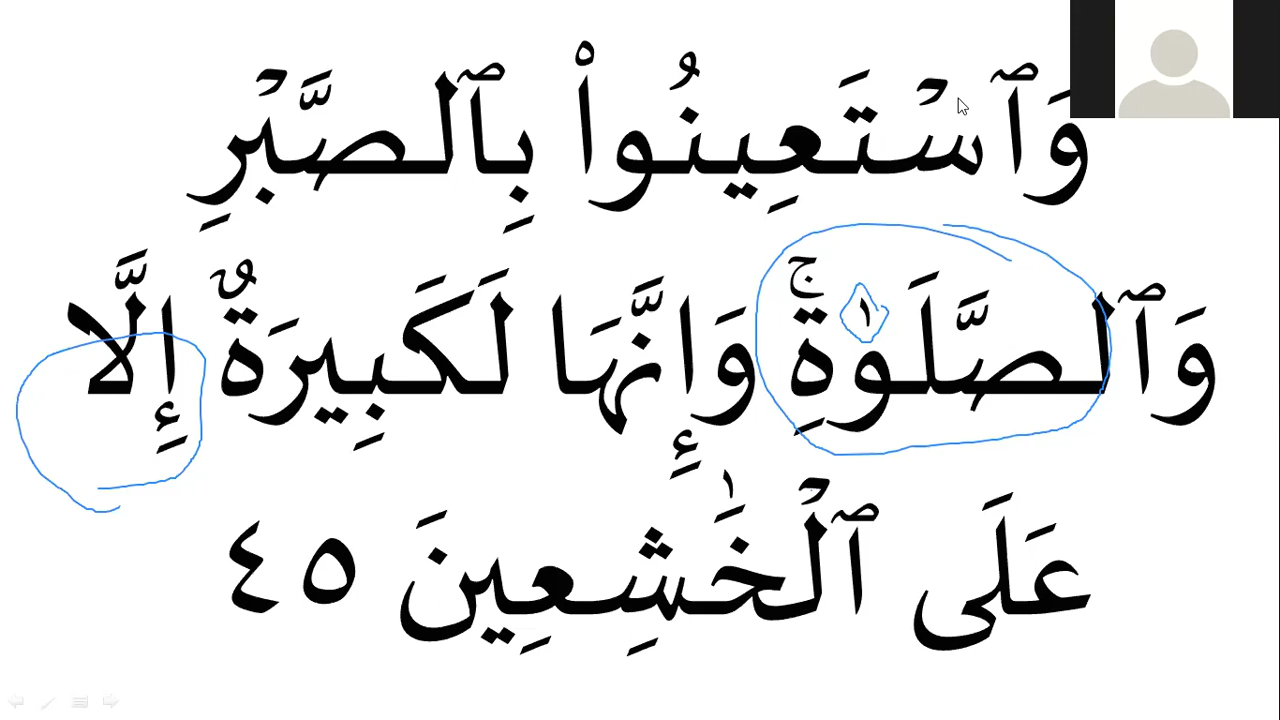 وَٱسْتَعِينُوا۟ بِٱلصَّبْرِ
وَٱلصَّلَوٰةِ ۚ وَإِنَّهَا لَكَبِيرَةٌ إِلَّا
عَلَى ٱلْخَٰشِعِينَ ٤٥